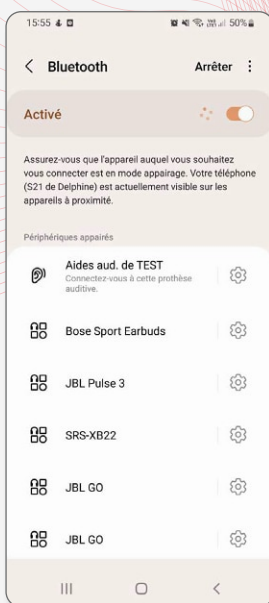 15:55
50%
Bluetooth
Arrêter
Activé
Assurez-vous que l'appareil auquel vous souhaitez
vous connecter est en mode appairage. Votre téléphone
(S21 de Delphine) est actuellement visible sur les
appareils à proximité.
Périphériques appairés
Aides aud. de TEST
Connectez-vous à cette prothèse
auditive.
Bose Sport Earbuds
JBL Pulse 3
SRS-XB22
JBL GO
JBL GO